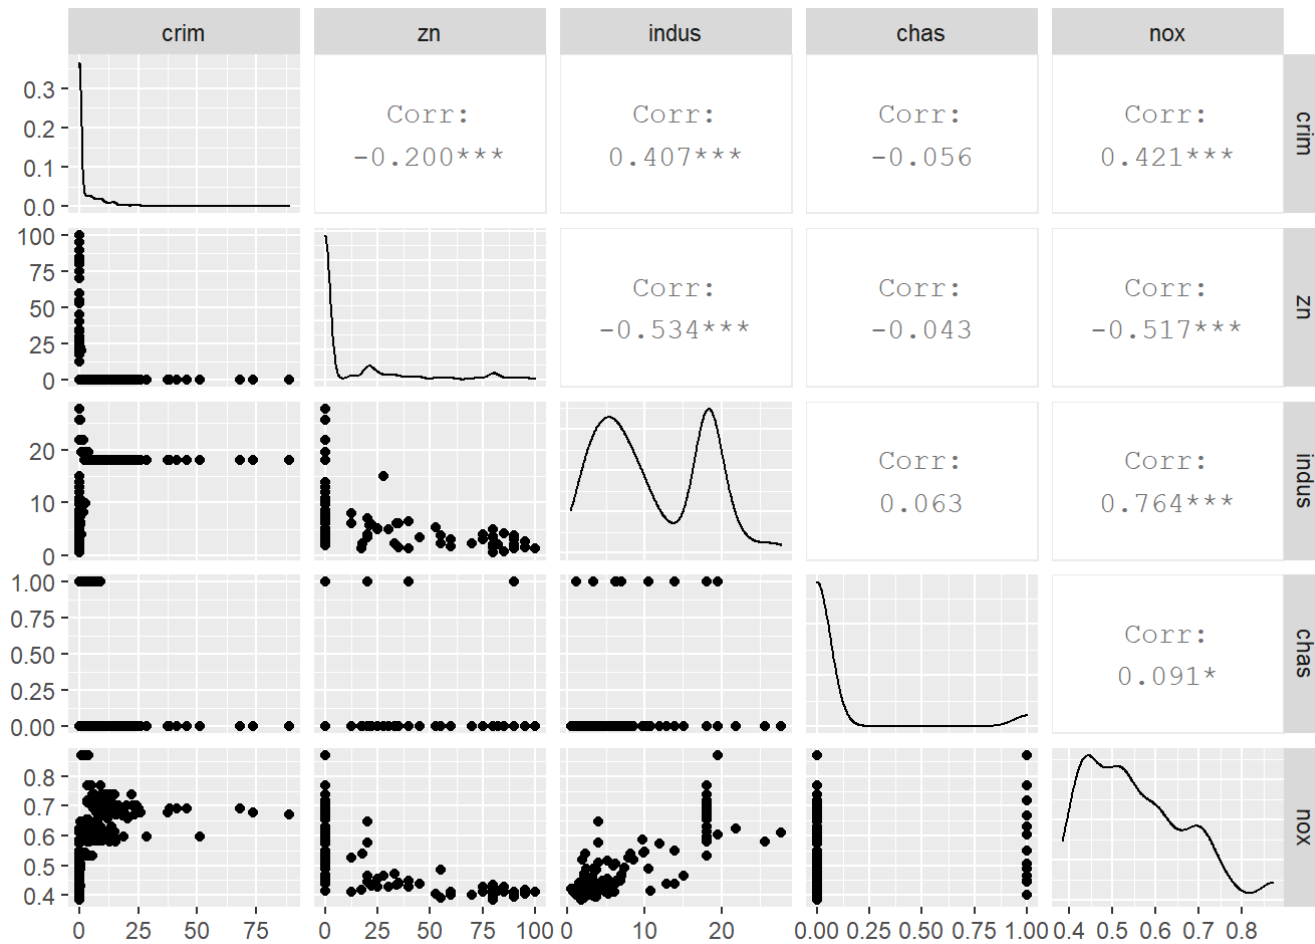 crim zn indus chas nox
0.3
0.2
0.1
0.0
Corr:
-0.200***
Corr:
0.407***
Corr:
-0.056
Corr:
0.421***
crim
100
75
50
25
0
Corr:
-0.534***
Corr:
-0.043
Corr:
-0.517***
zn
20
10
0
Corr:
0.063
Corr:
0.764***
indus
1.00
0.75
0.50
0.25
0.00
Corr:
0.091*
chas
0.8
0.7
0.6
0.5
0.4
nox
0 25 50 75 0 25 50 75 100 0 10 20 0.00 0.25 0.50 0.75 1.00 0.4 0.5 0.6 0.7 0.8